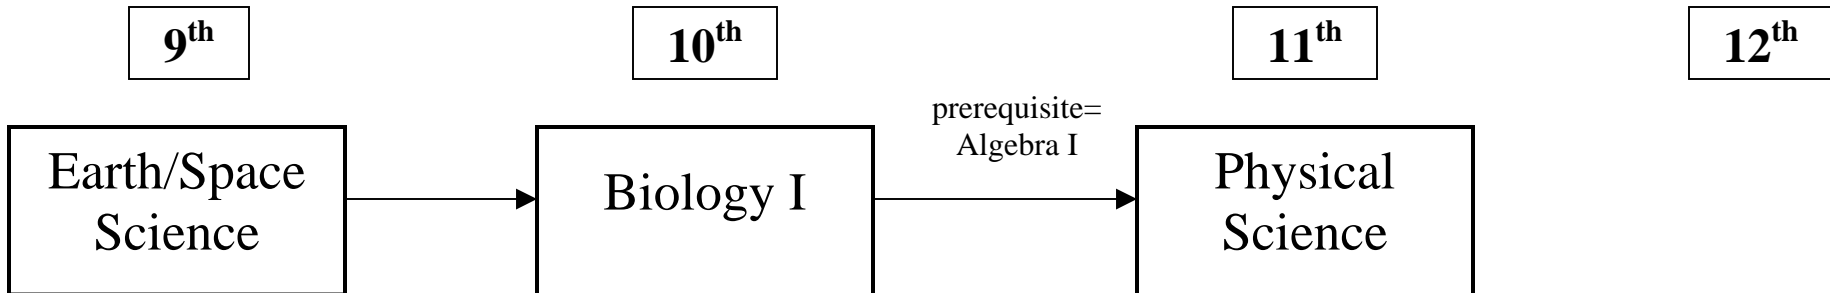 9th
10th
11th
12th
prerequisite=
Algebra I
Earth/Space
Science
Biology I
Physical
Science